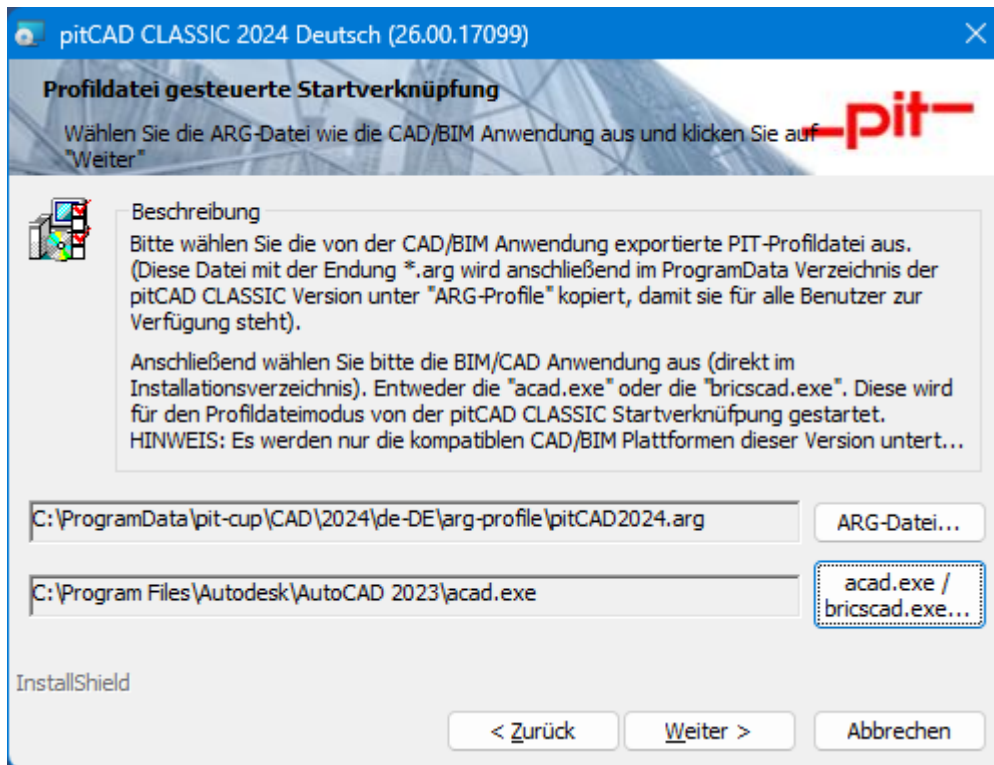 pitCAD CLASSIC 2024 Deutsch (26.00.17099)
Profildatei gesteuerte Startverknüpfung
Wählen Sie die ARG-Datei wie die CAD/BIM Anwendung aus und klicken Sie auf
"Weiter"
pit
Beschreibung
Bitte wählen Sie die von der CAD/BIM Anwendung exportierte PIT-Profildatei aus.
(Diese Datei mit der Endung *.arg wird anschließend im ProgramData Verzeichnis der
pitCAD CLASSIC Version unter "ARG-Profile" kopiert, damit sie für alle Benutzer zur
Verfügung steht).
Anschließend wählen Sie bitte die BIM/CAD Anwendung aus (direkt im
Installationsverzeichnis). Entweder die "acad.exe" oder die "bricscad.exe". Diese wird
für den Profildateimodus von der pitCAD CLASSIC Startverknüfpung gestartet.
HINWEIS: Es werden nur die kompatiblen CAD/BIM Plattformen dieser Version untert...
C:\ProgramData\pit-cup\CAD\2024\de-DE\arg-profile\pitCAD2024.arg
ARG-Datei...
C:\Program Files\Autodesk\AutoCAD 2023\acad.exe
acad.exe /
bricscad.exe...
InstallShield
< Zurück
Weiter >
Abbrechen